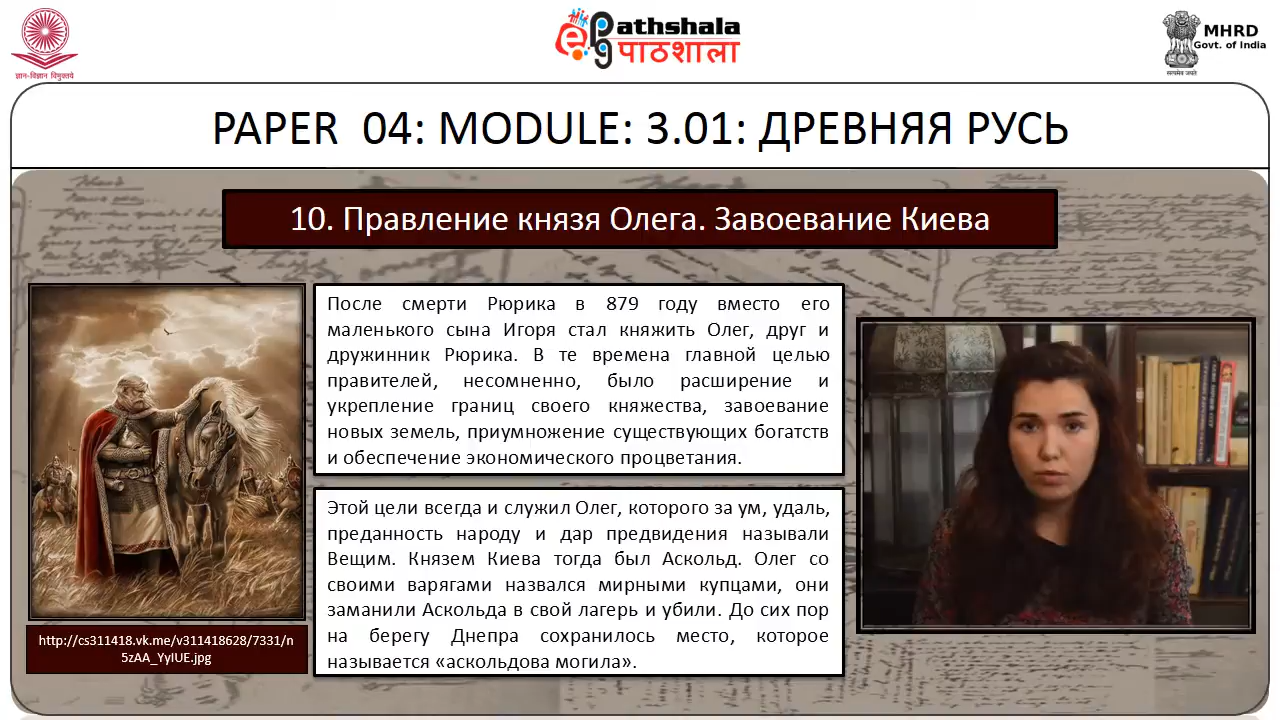 ePathshala
पाठशाला
MHRD
Govt. of India
ज्ञान-विज्ञान विमुक्तये
सत्यमेव जयते
PAPER 04: MODULE: 3.01: ДРЕВНЯЯ РУСЬ
10. Правление князя Олега. Завоевание Киева
После смерти Рюрика в 879 году вместо его
маленького сына Игоря стал княжить Олег, друг и
дружинник Рюрика. В те времена главной целью
правителей, несомненно, было расширение и
укрепление границ своего княжества, завоевание
новых земель, приумножение существующих богатств
и обеспечение экономического процветания.
Этой цели всегда и служил Олег, которого за ум, удаль,
преданность народу и дар предвидения называли
Вещим. Князем Киева тогда был Аскольд. Олег со
своими варягами назвался мирными купцами, они
заманили Аскольда в свой лагерь и убили. До сих пор
на берегу Днепра сохранилось место, которое
называется «аскольдова могила».
http://cs311418.vk.me/v311418628/7331/n
5zAA_YyIUE.jpg